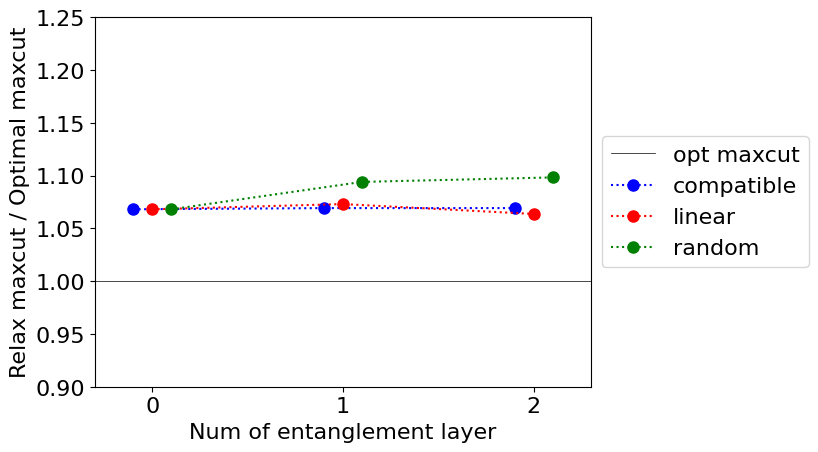 Relax maxcut / Optimal maxcut
1.25
1.20
1.15
1.10
1.05
1.00
0.95
0.90
0 1 2
Num of entanglement layer
opt maxcut
compatible
linear
random